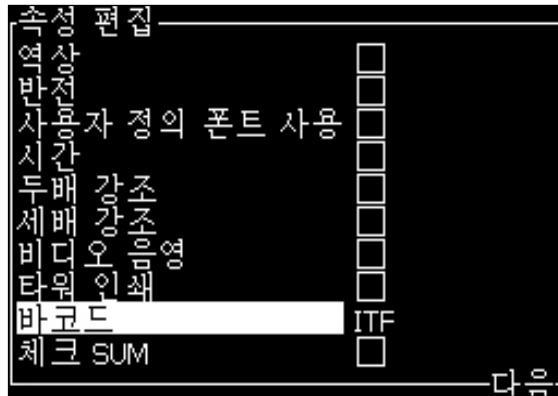 속성 편집
역상
반전
사용자 정의 폰트 사용
시간
두배 강조
세배 강조
비디오 음영
타워 인쇄
바코드 ITF
체크 SUM
다음